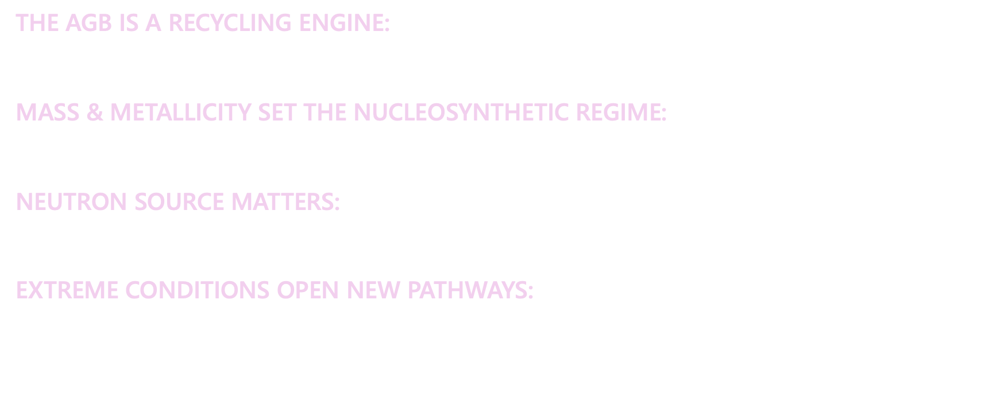 THE AGB IS A RECYCLING ENGINE:
MASS & METALLICITY SET THE NUCLEOSYNTHETIC REGIME:
NEUTRON SOURCE MATTERS:
EXTREME CONDITIONS OPEN NEW PATHWAYS: